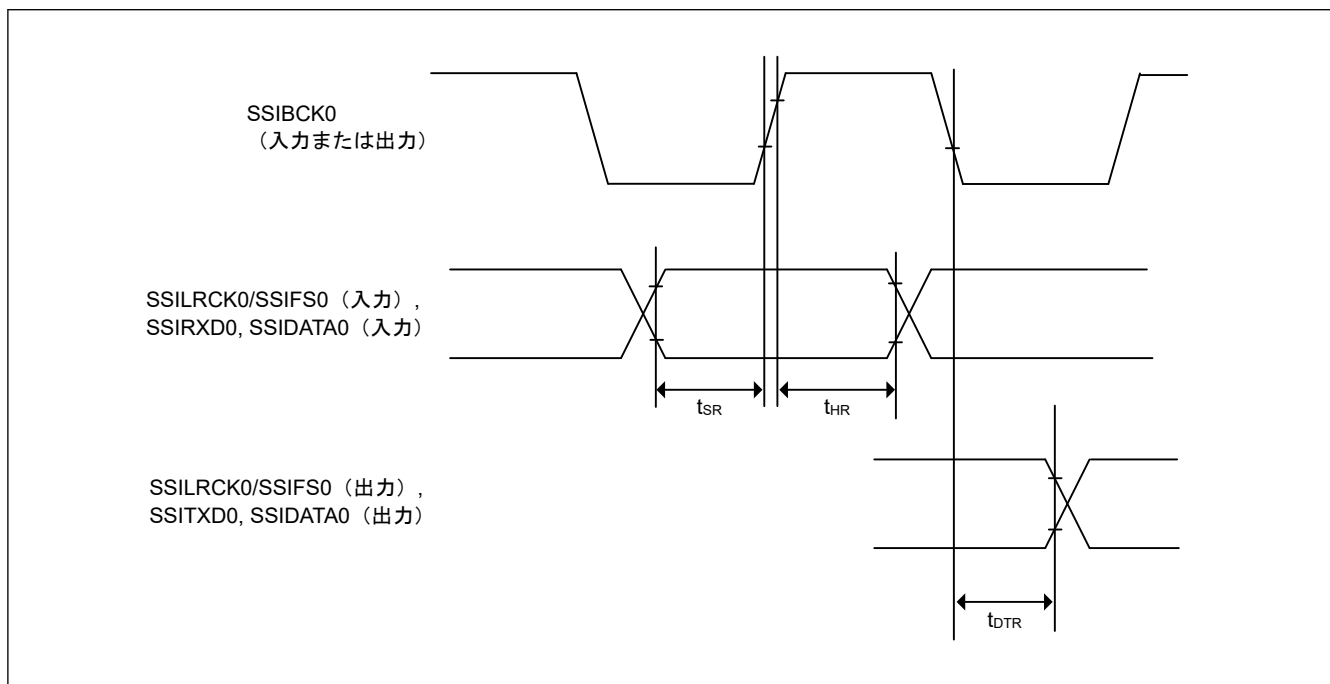 SSIBCK0
（入力または出力）
SSILRCK0/SSIFS0（入力）,
SSIRXD0, SSIDATA0（入力）
tSR
tHR
SSILRCK0/SSIFS0（出力）,
SSITXD0, SSIDATA0（出力）
tDTR